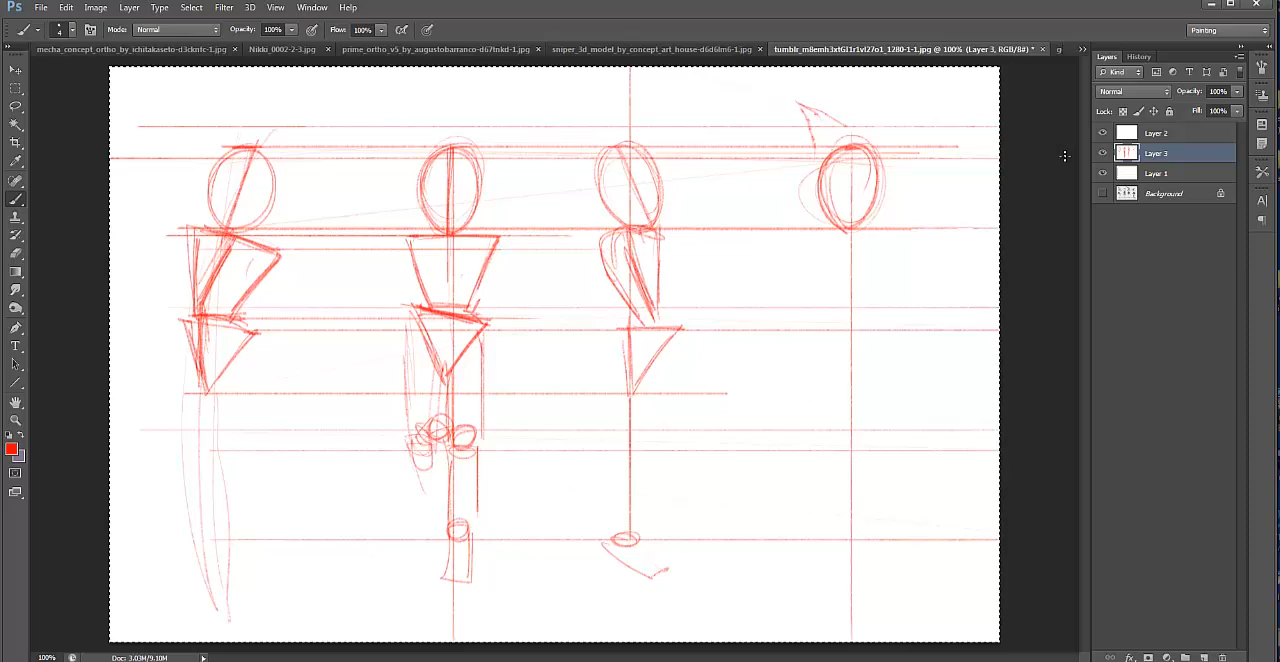 Ps File Edit Image Layer Type Select Filter 3D View Window Help
4 Mode: Normal Opacity: 100% Flow: 100% Painting
mecha_concept_ortho_by_ichitakaseto-d3cknfc-1.jpg × Nikki_0002-2-3.jpg × prime_ortho_v5_by_augustobarranco-d67tnkd-1.jpg × sniper_3d_model_by_concept_art_house-d6d6lm6-1.jpg × tumblr_m8emh3xtGI1r1vl27o1_1280-1-1.jpg @ 100% (Layer 3, RGB/8#) * × g
Layers History
Kind
Normal Opacity: 100%
Lock: Fill: 100%
Layer 2
Layer 3
Layer 1
Background
100% Doc: 3.03M/9.10M